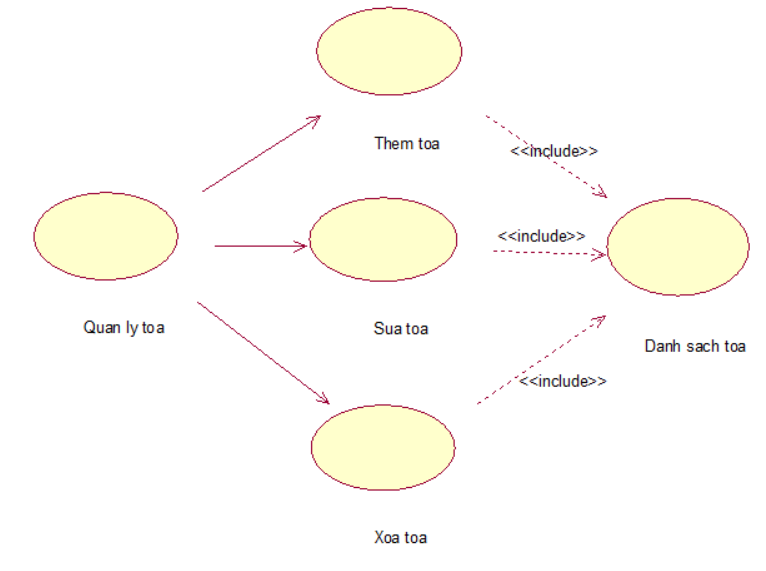 Them toa
<<include>>
<<include>>
Quan ly toa
Sua toa
Danh sach toa
<<include>>
Xoa toa